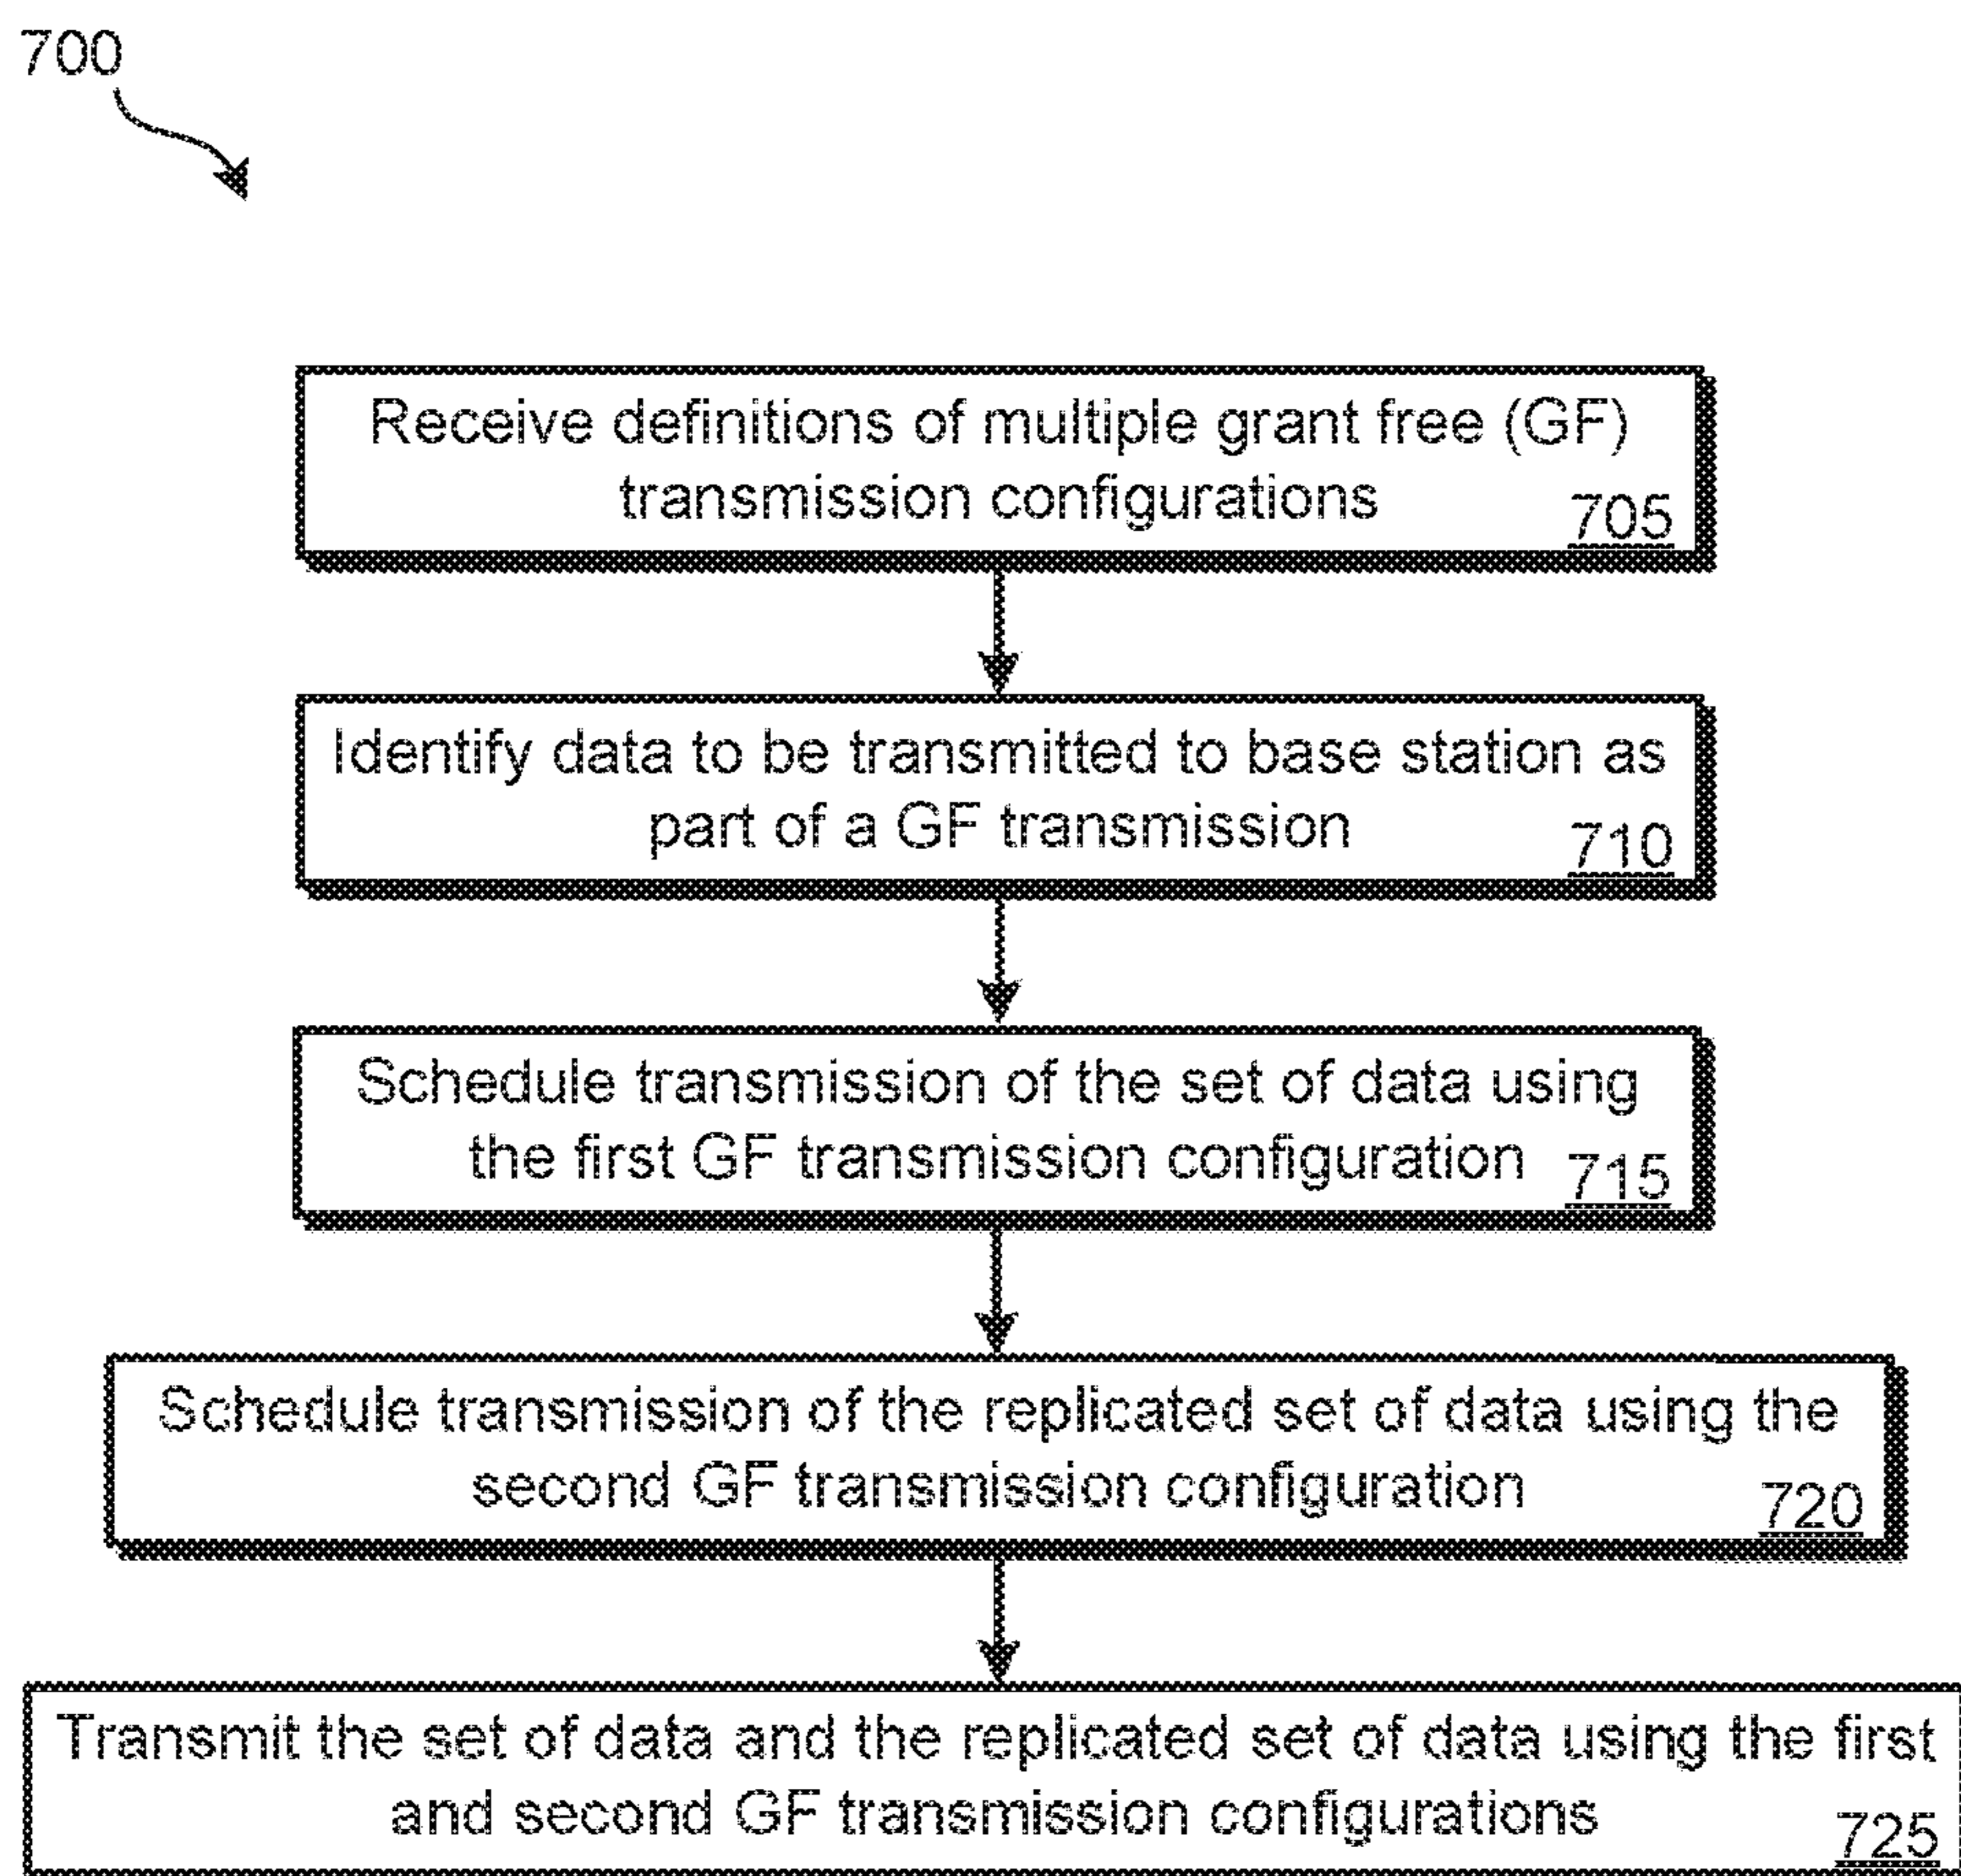 700
Receive definitions of multiple grant free (GF)
transmission configurations
705
Identify data to be transmitted to base station as
part of a GF transmission
710
Schedule transmission of the set of data using
the first GF transmission configuration
715
Schedule transmission of the replicated set of data using the
second GF transmission configuration
720
Transmit the set of data and the replicated set of data using the first
and second GF transmission configurations
725